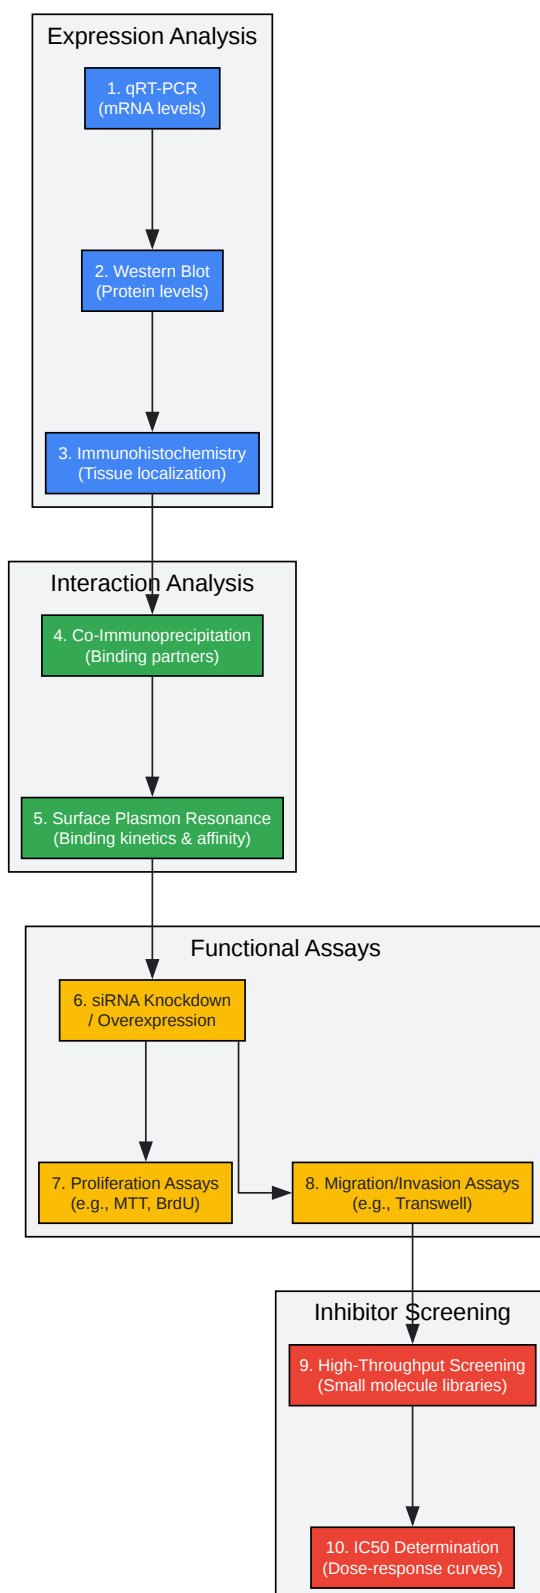 Expression Analysis
1. qRT-PCR
(mRNA levels)
2. Western Blot
(Protein levels)
3. Immunohistochemistry
(Tissue localization)
Interaction Analysis
4. Co-Immunoprecipitation
(Binding partners)
5. Surface Plasmon Resonance
(Binding kinetics & affinity)
Functional Assays
6. siRNA Knockdown
/ Overexpression
7. Proliferation Assays
(e.g., MTT, BrdU)
8. Migration/Invasion Assays
(e.g., Transwell)
Inhibitor Screening
9. High-Throughput Screening
(Small molecule libraries)
10. IC50 Determination
(Dose-response curves)